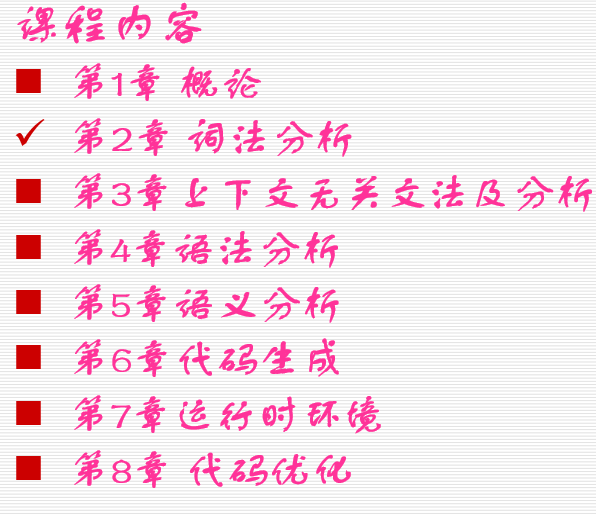 课程内容
■ 第1章 概论
✓ 第2章 词法分析
■ 第3章上下文无关文法及分析
■ 第4章语法分析
■ 第5章语义分析
■ 第6章代码生成
■ 第7章运行时环境
■ 第8章 代码优化